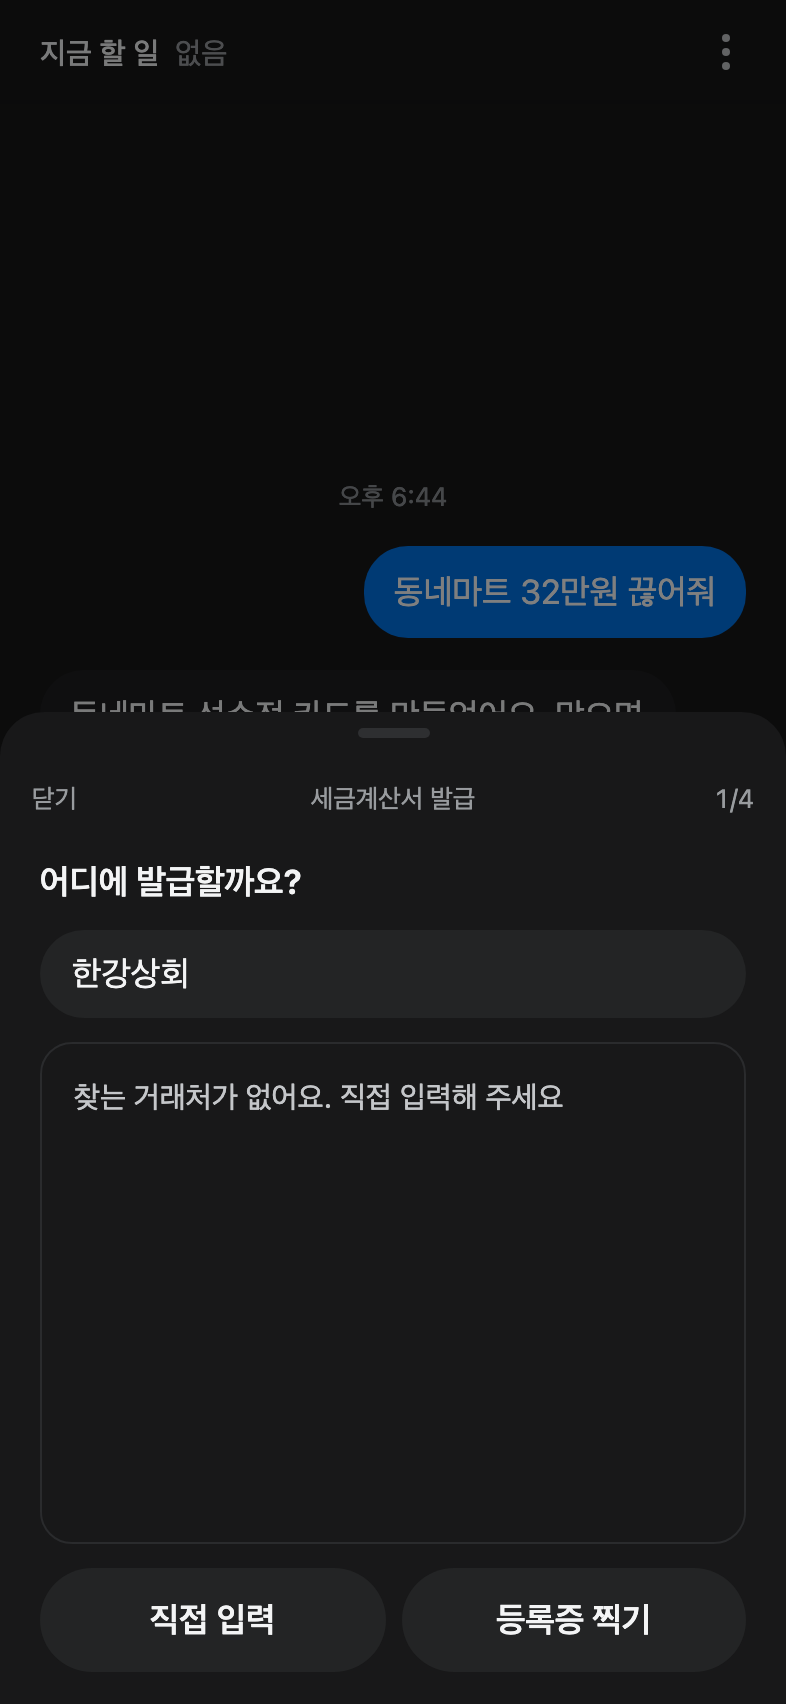 지금 할 일 없음
오후 6:44
동네마트 32만원 끊어줘
닫기 세금계산서 발급 1/4
어디에 발급할까요?
한강상회
찾는 거래처가 없어요. 직접 입력해 주세요
직접 입력 등록증 찍기